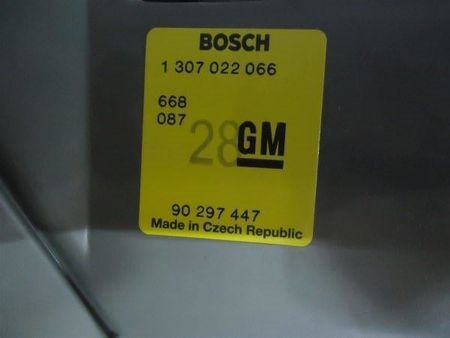 BOSCH
1 307 022 066
668
087
28 GM
90 297 447
Made in Czech Republic